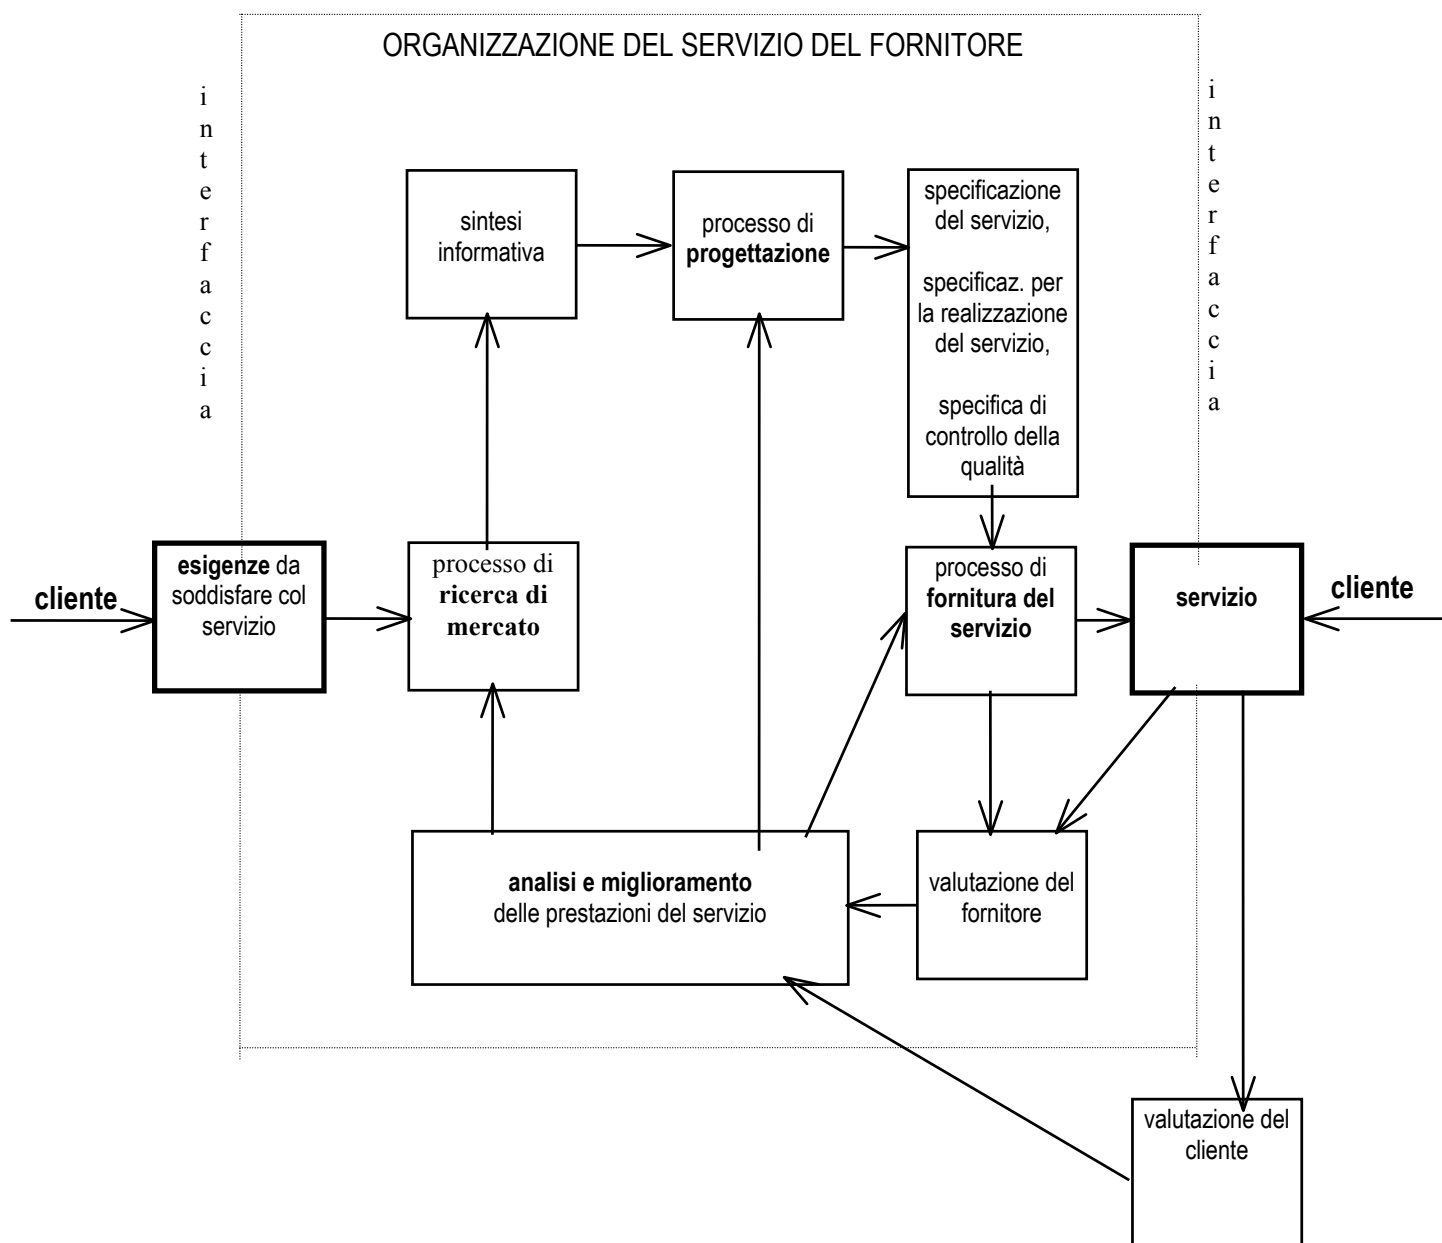 ORGANIZZAZIONE DEL SERVIZIO DEL FORNITORE
i
n
t
e
r
f
a
c
c
i
a
i
n
t
e
r
f
a
c
c
i
a
sintesi
informativa
processo di
progettazione
specificazione
del servizio,
specificaz. per
la realizzazione
del servizio,
specifica di
controllo della
qualità
cliente
esigenze da
soddisfare col
servizio
processo di
ricerca di
mercato
processo di
fornitura del
servizio
servizio
cliente
analisi e miglioramento
delle prestazioni del servizio
valutazione del
fornitore
valutazione del
cliente